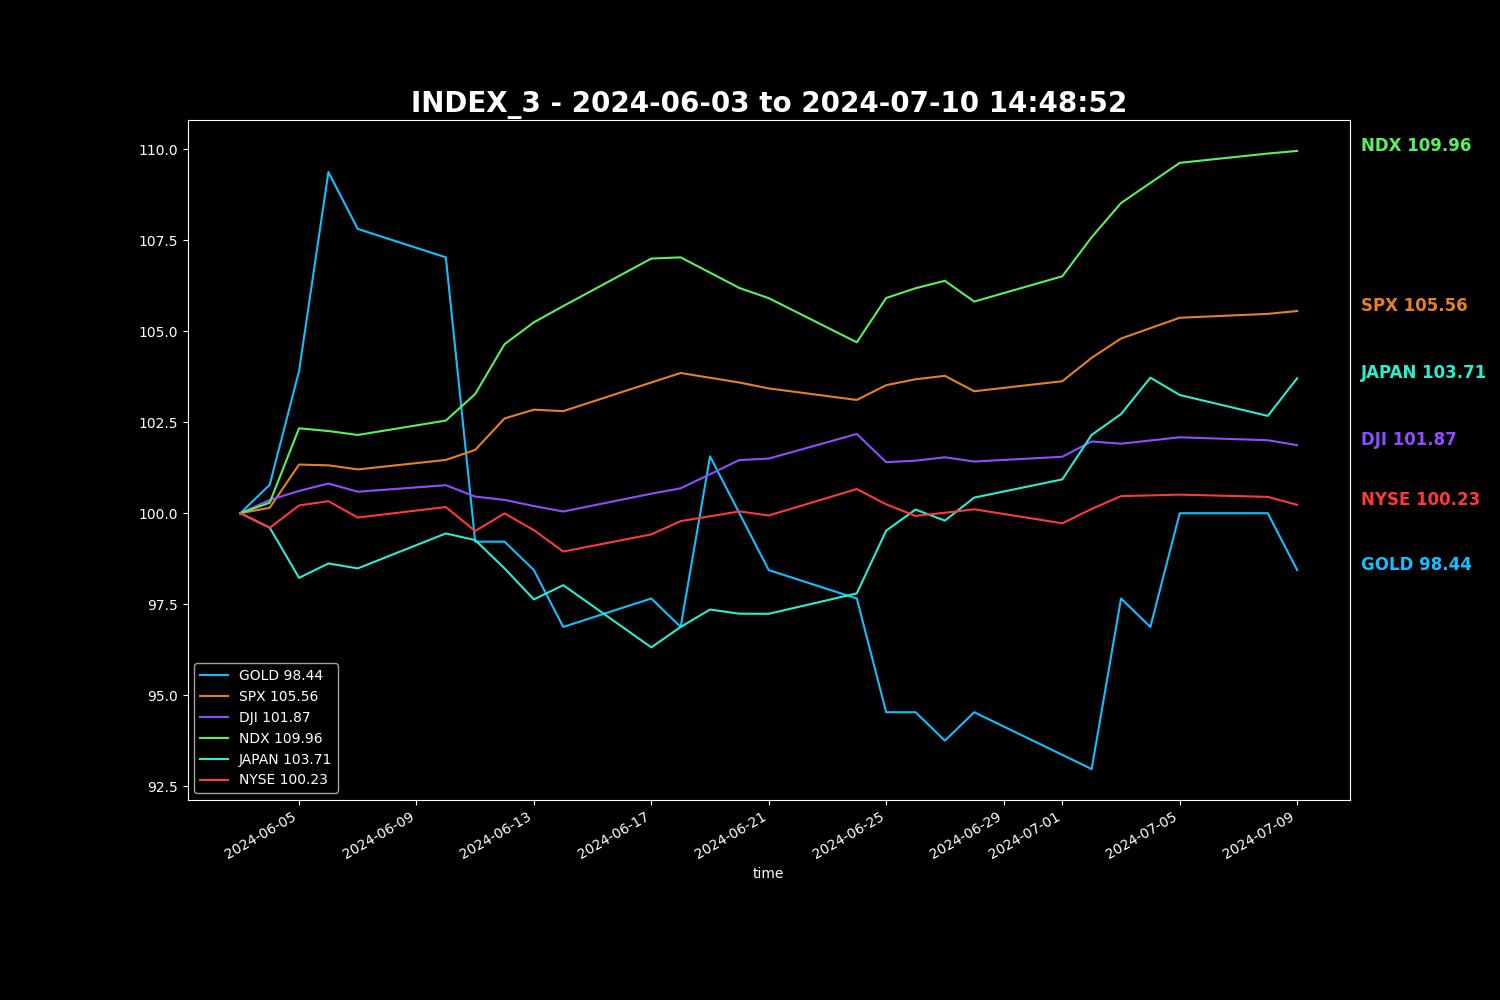 INDEX_3 - 2024-06-03 to 2024-07-10 14:48:52
110.0
107.5
105.0
102.5
100.0
97.5
95.0
92.5
NDX 109.96
SPX 105.56
JAPAN 103.71
DJI 101.87
NYSE 100.23
GOLD 98.44
GOLD 98.44
SPX 105.56
DJI 101.87
NDX 109.96
JAPAN 103.71
NYSE 100.23
2024-06-05
2024-06-09
2024-06-13
2024-06-17
2024-06-21
2024-06-25
2024-06-29
2024-07-01
2024-07-05
2024-07-09
time